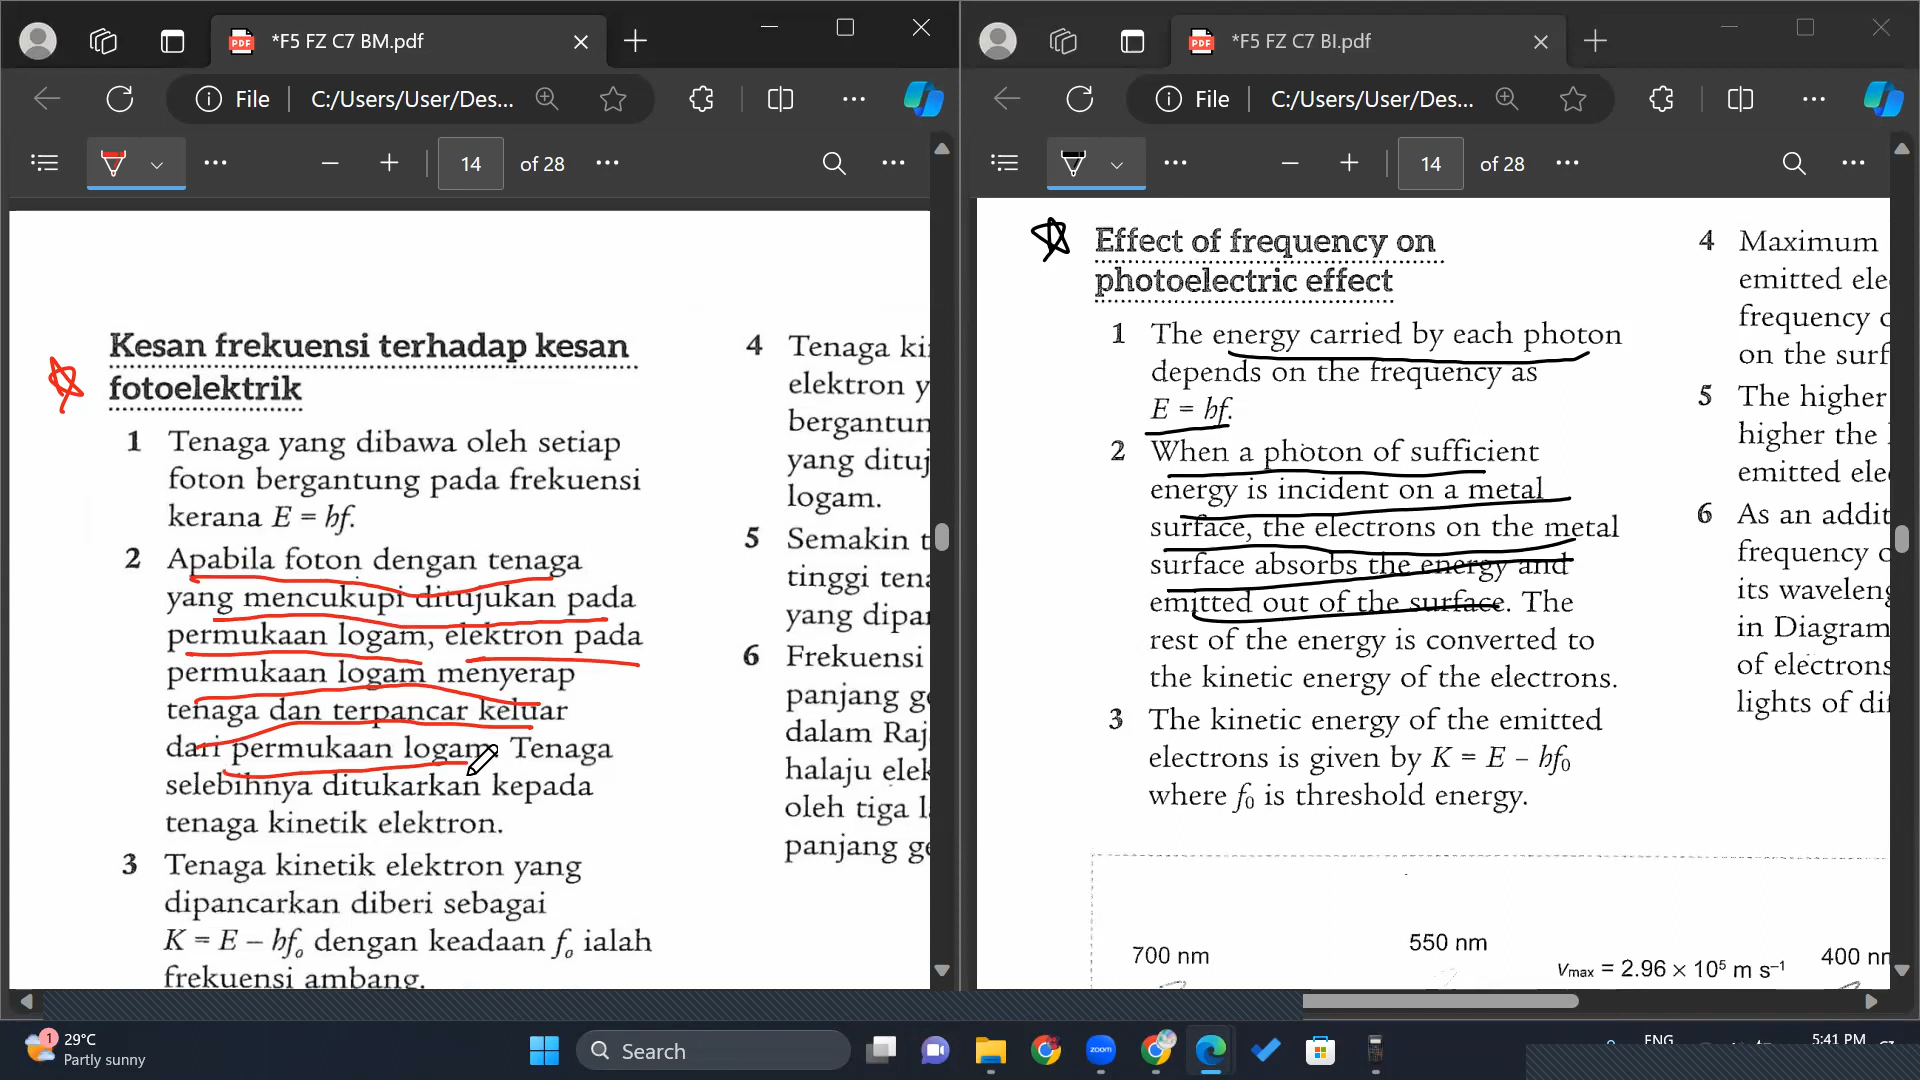 *F5 FZ C7 BM.pdf
File
C:/Users/User/Des...
14 of 28
Kesan frekuensi terhadap kesan
fotoelektrik
1 Tenaga yang dibawa oleh setiap
foton bergantung pada frekuensi
kerana E = hf.
2 Apabila foton dengan tenaga
yang mencukupi ditujukan pada
permukaan logam, elektron pada
permukaan logam menyerap
tenaga dan terpancar keluar
dari permukaan logam. Tenaga
selebihnya ditukarkan kepada
tenaga kinetik elektron.
3 Tenaga kinetik elektron yang
dipancarkan diberi sebagai
K = E – hfₒ dengan keadaan fₒ ialah
frekuensi ambang.
4 Tenaga ki
elektron y
bergantun
yang dituj
logam.
5 Semakin t
tinggi tena
yang dipa
6 Frekuensi
panjang ge
dalam Raj
halaju elek
oleh tiga l
panjang ge
*F5 FZ C7 BI.pdf
File
C:/Users/User/Des...
14 of 28
Effect of frequency on
photoelectric effect
1 The energy carried by each photon
depends on the frequency as
E = hf.
2 When a photon of sufficient
energy is incident on a metal
surface, the electrons on the metal
surface absorbs the energy and
emitted out of the surface. The
rest of the energy is converted to
the kinetic energy of the electrons.
3 The kinetic energy of the emitted
electrons is given by K = E – hf₀
where f₀ is threshold energy.
4 Maximum
emitted ele
frequency o
on the surf
5 The higher
higher the
emitted ele
6 As an addit
frequency o
its waveleng
in Diagram
of electrons
lights of di
700 nm
550 nm
Vmax = 2.96 × 10⁵ m s⁻¹
400 nm
1
29°C
Partly sunny
Search
zoom
ENG
5:41 PM